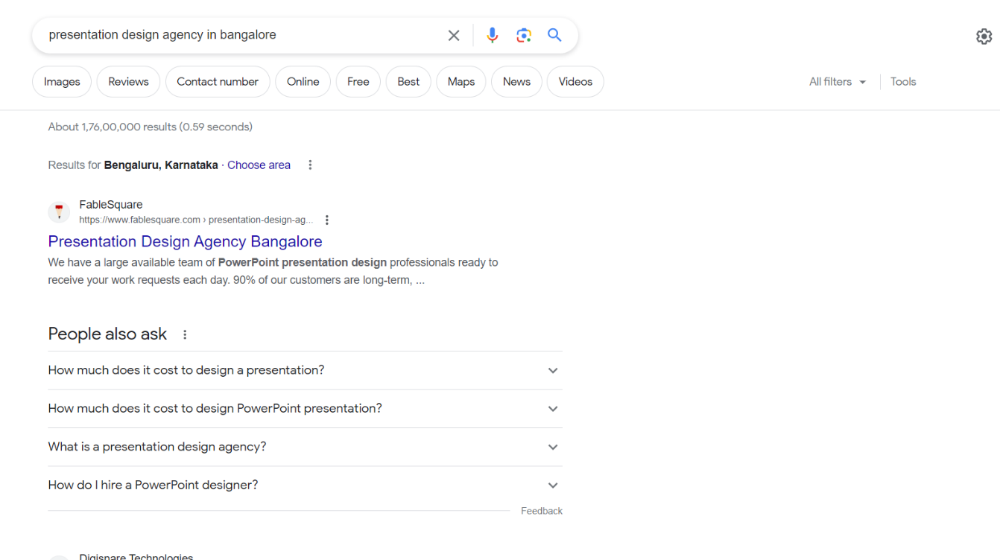 presentation design agency in bangalore
Images Reviews Contact number Online Free Best Maps News Videos All filters Tools
About 1,76,00,000 results (0.59 seconds)
Results for Bengaluru, Karnataka · Choose area
FableSquare
https://www.fablesquare.com › presentation-design-ag...
Presentation Design Agency Bangalore
We have a large available team of PowerPoint presentation design professionals ready to
receive your work requests each day. 90% of our customers are long-term, ...
People also ask
How much does it cost to design a presentation?
How much does it cost to design PowerPoint presentation?
What is a presentation design agency?
How do I hire a PowerPoint designer?
Feedback
Digisnare Technologies